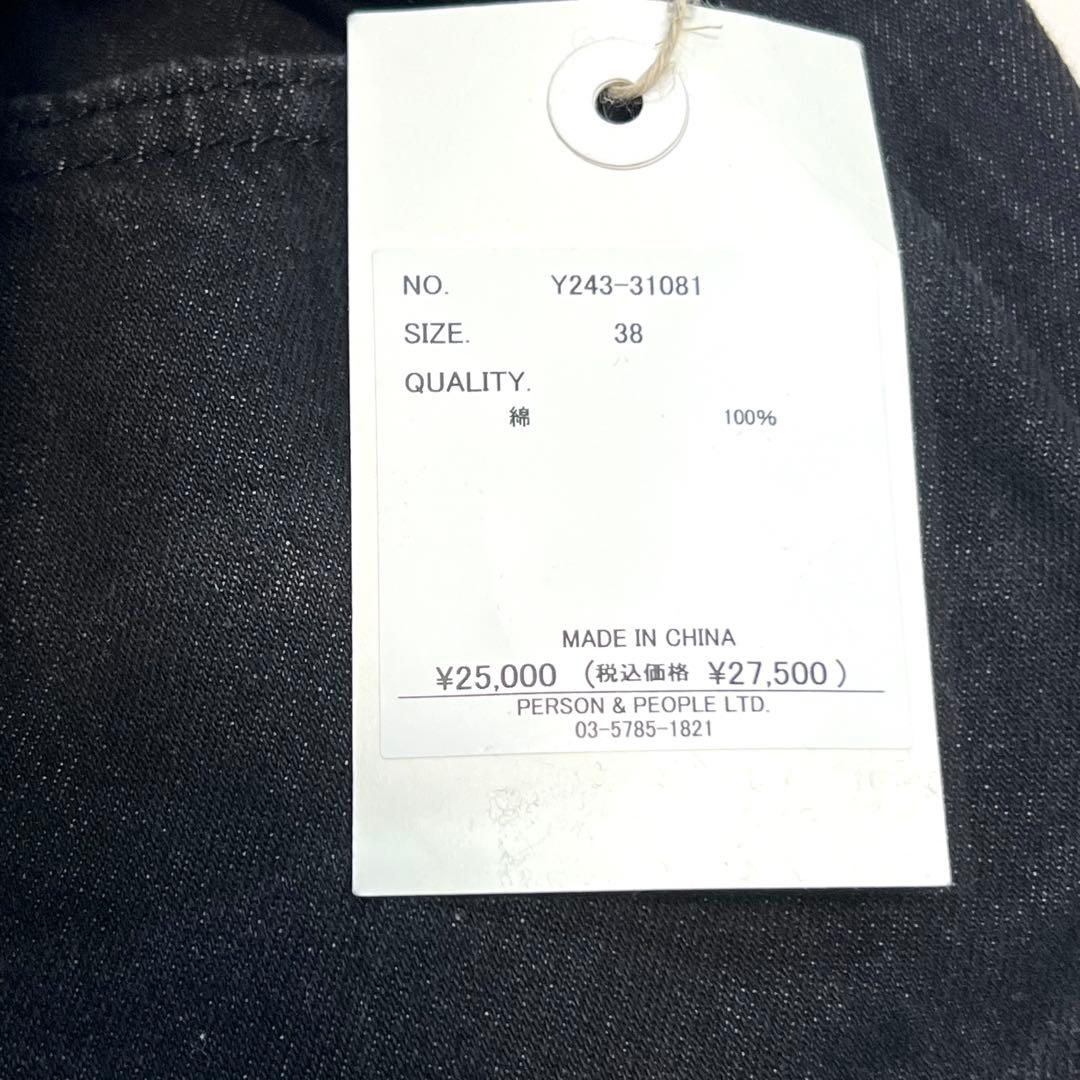 NO. Y243-31081
SIZE. 38
QUALITY.
綿 100%
MADE IN CHINA
¥25,000 (税込価格 ¥27,500)
PERSON & PEOPLE LTD.
03-5785-1821